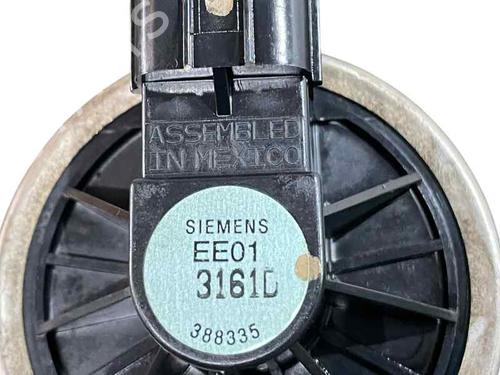 ASSEMBLED
IN MEXICO
SIEMENS
EE01
3161D
388335